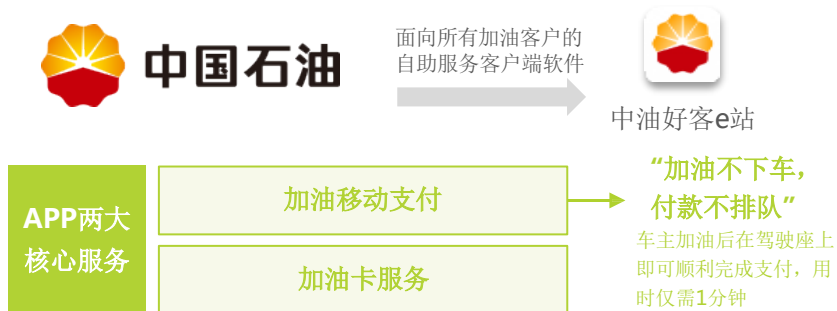 中国石油
面向所有加油客户的
自助服务客户端软件
中油好客e站
APP两大
核心服务
加油移动支付
加油卡服务
“加油不下车，
付款不排队”
车主加油后在驾驶座上
即可顺利完成支付，用
时仅需1分钟